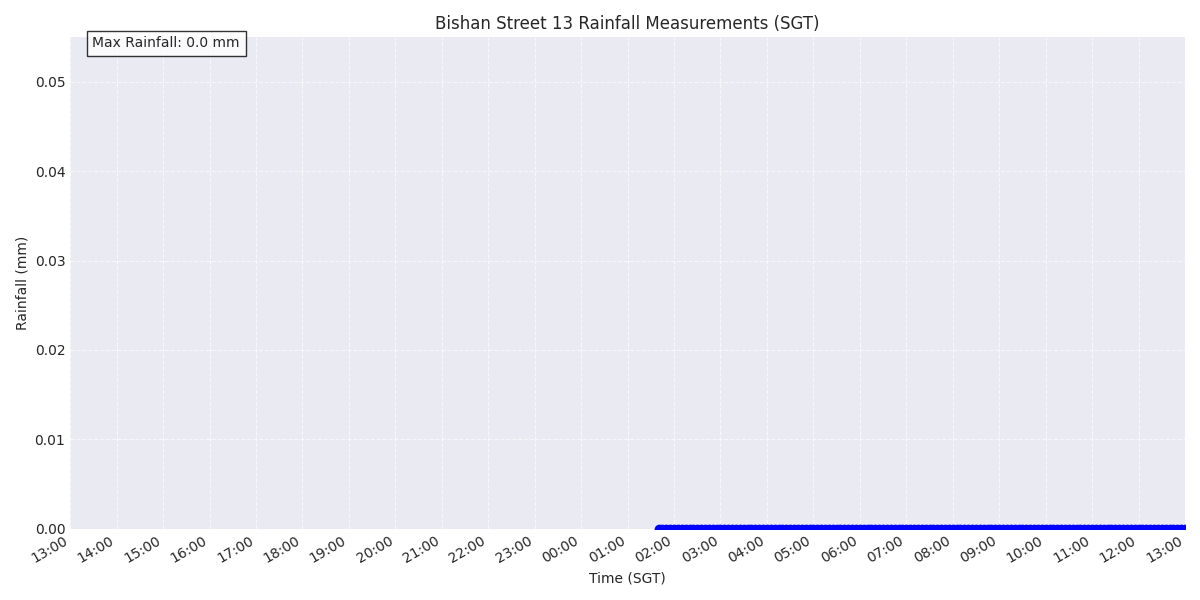 Bishan Street 13 Rainfall Measurements (SGT)
Max Rainfall: 0.0 mm
Rainfall (mm)
0.05
0.04
0.03
0.02
0.01
0.00
13:00 14:00 15:00 16:00 17:00 18:00 19:00 20:00 21:00 22:00 23:00 00:00 01:00 02:00 03:00 04:00 05:00 06:00 07:00 08:00 09:00 10:00 11:00 12:00 13:00
Time (SGT)